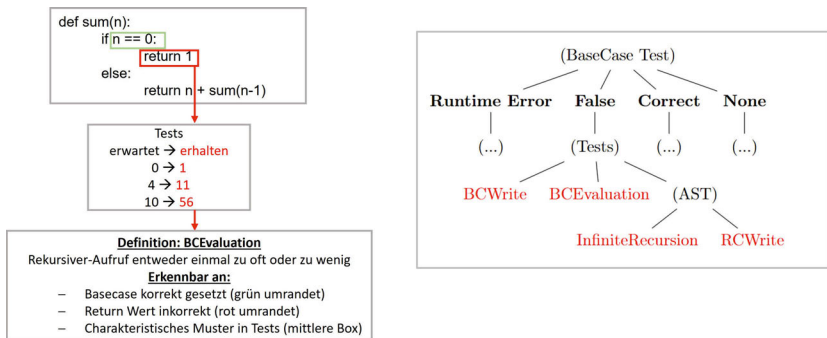 def sum(n):
if n == 0:
return 1
else:
return n + sum(n-1)
Tests
erwartet → erhalten
0 → 1
4 → 11
10 → 56
Definition: BCEvaluation
Rekursiver-Aufruf entweder einmal zu oft oder zu wenig
Erkennbar an:
– Basecase korrekt gesetzt (grün umrandet)
– Return Wert inkorrekt (rot umrandet)
– Charakteristisches Muster in Tests (mittlere Box)
(BaseCase Test)
Runtime Error False Correct None
(...) (Tests) (...) (...)
BCWrite BCEvaluation (AST)
InfiniteRecursion RCWrite